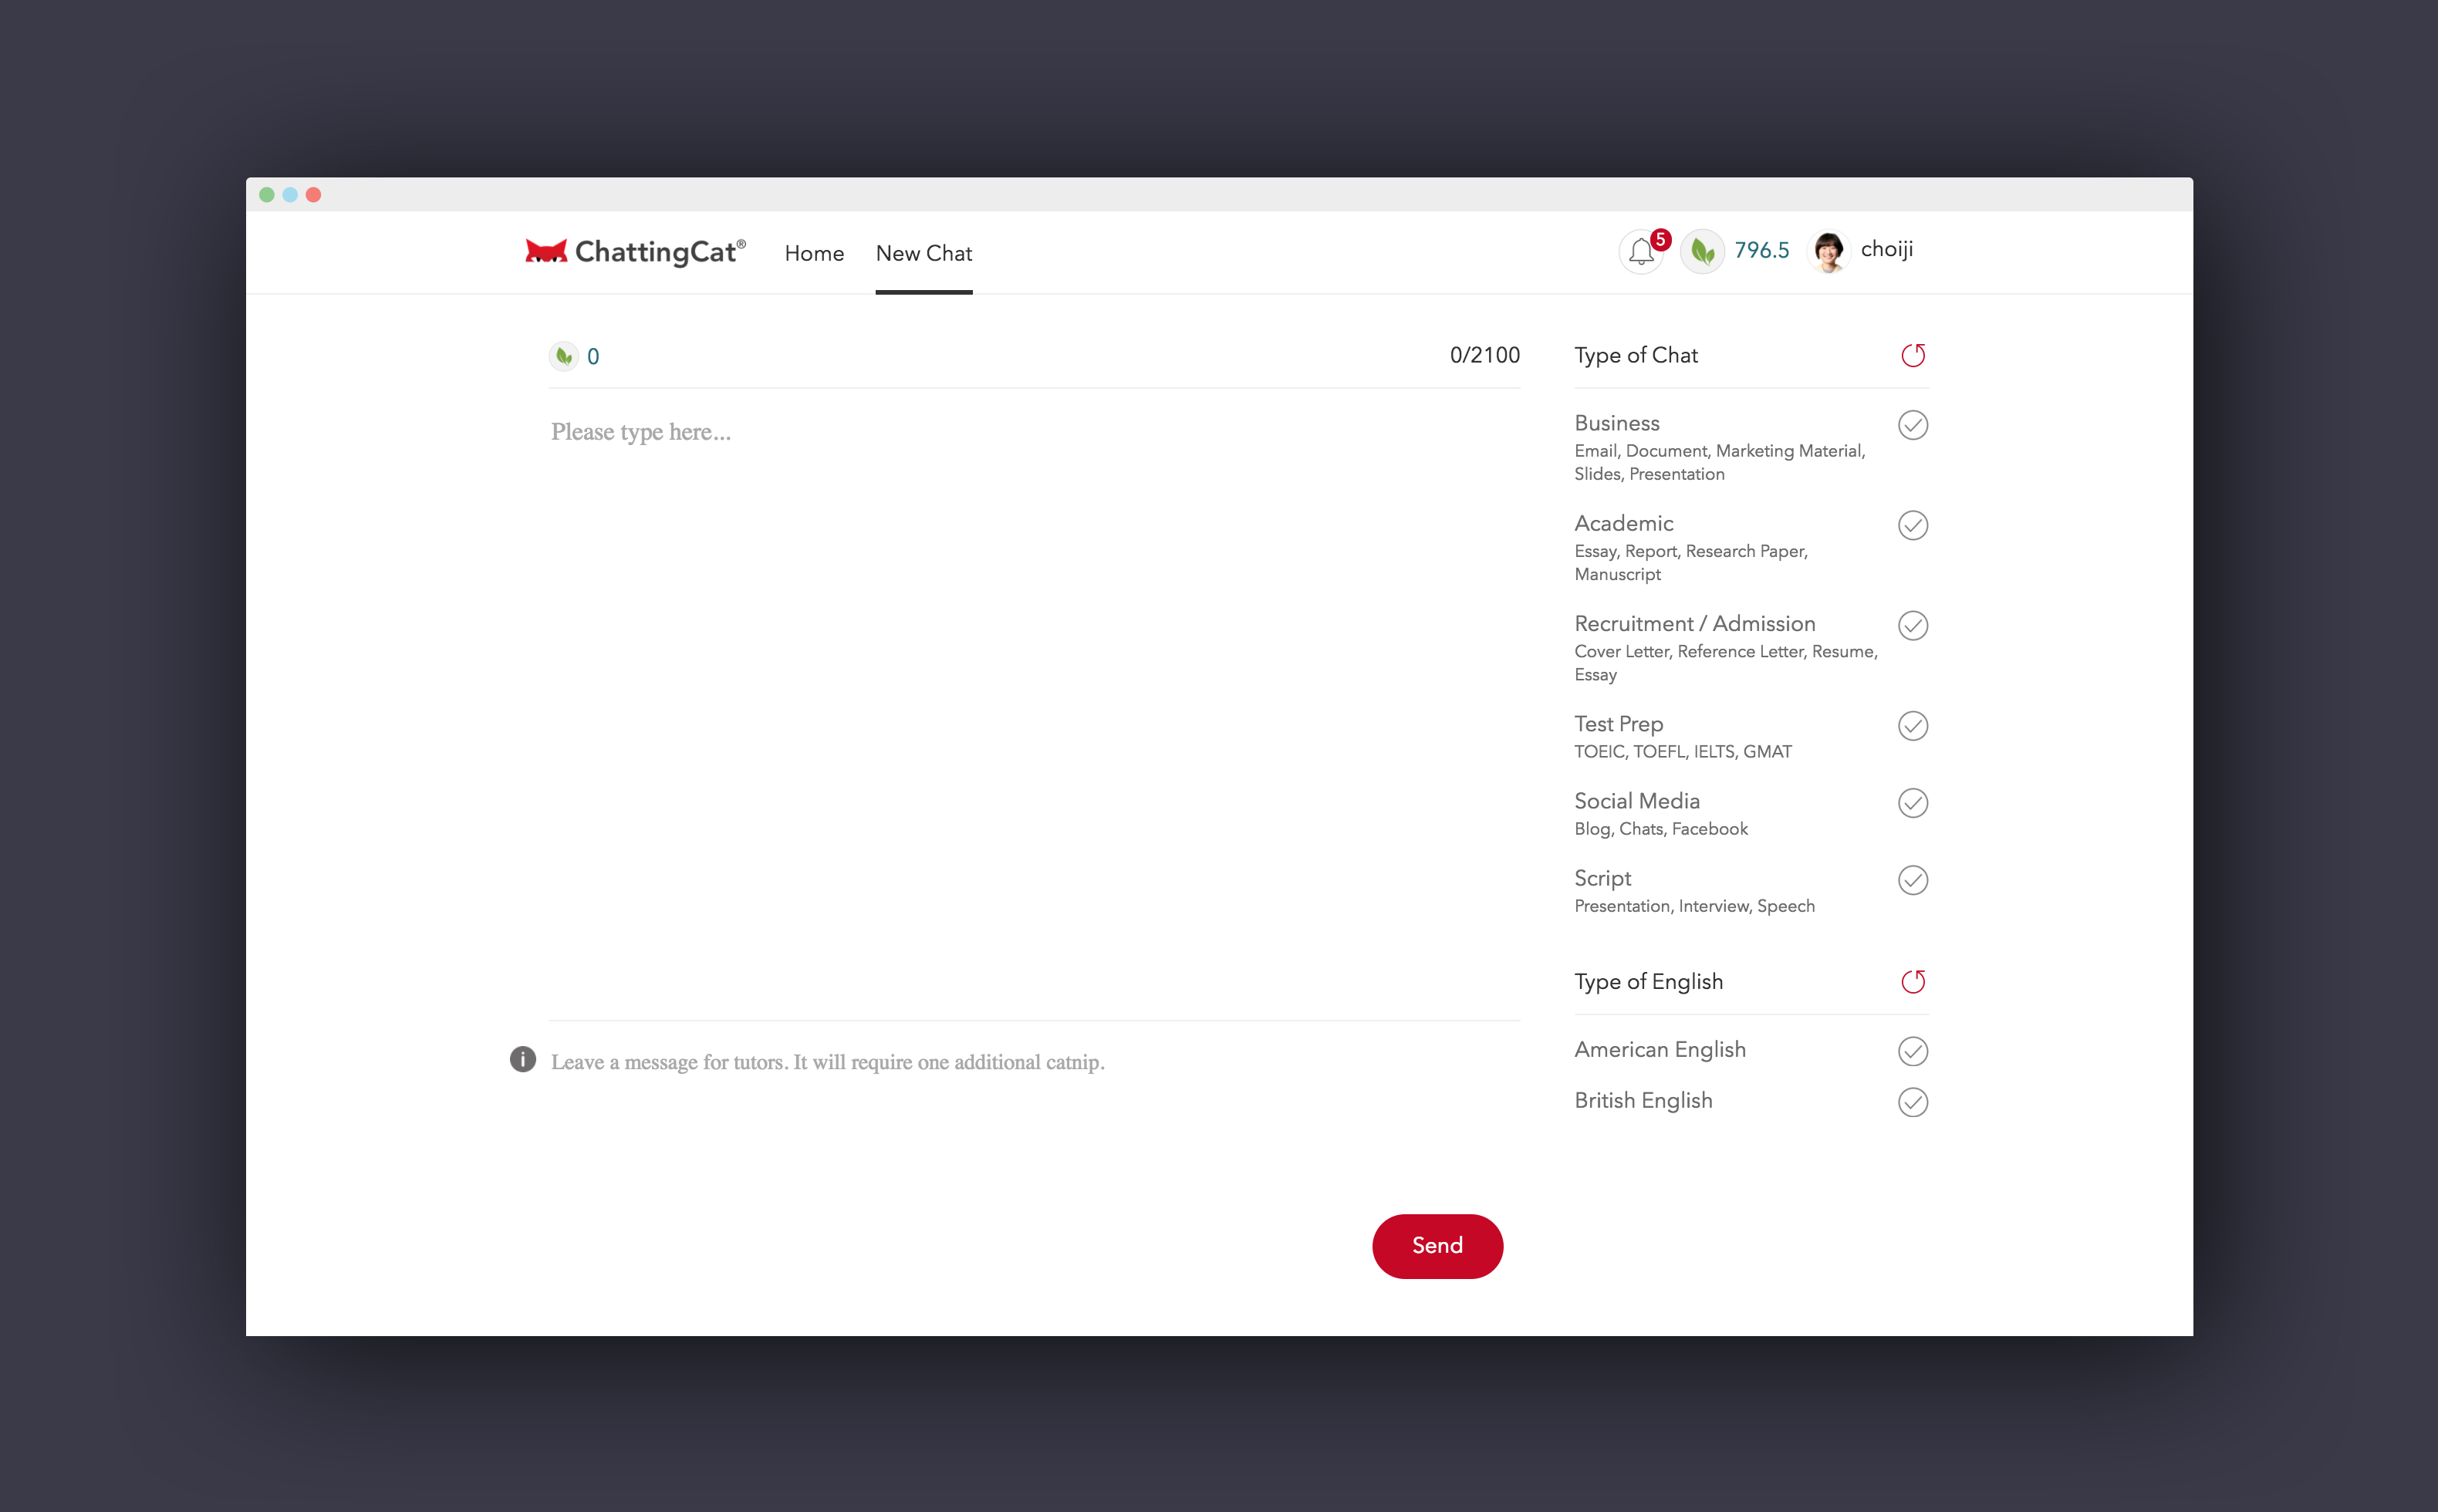 ChattingCat®
Home
New Chat
5
796.5
choiji
0
0/2100
Please type here...
Leave a message for tutors. It will require one additional catnip.
Send
Type of Chat
Business
Email, Document, Marketing Material,
Slides, Presentation
Academic
Essay, Report, Research Paper,
Manuscript
Recruitment / Admission
Cover Letter, Reference Letter, Resume,
Essay
Test Prep
TOEIC, TOEFL, IELTS, GMAT
Social Media
Blog, Chats, Facebook
Script
Presentation, Interview, Speech
Type of English
American English
British English